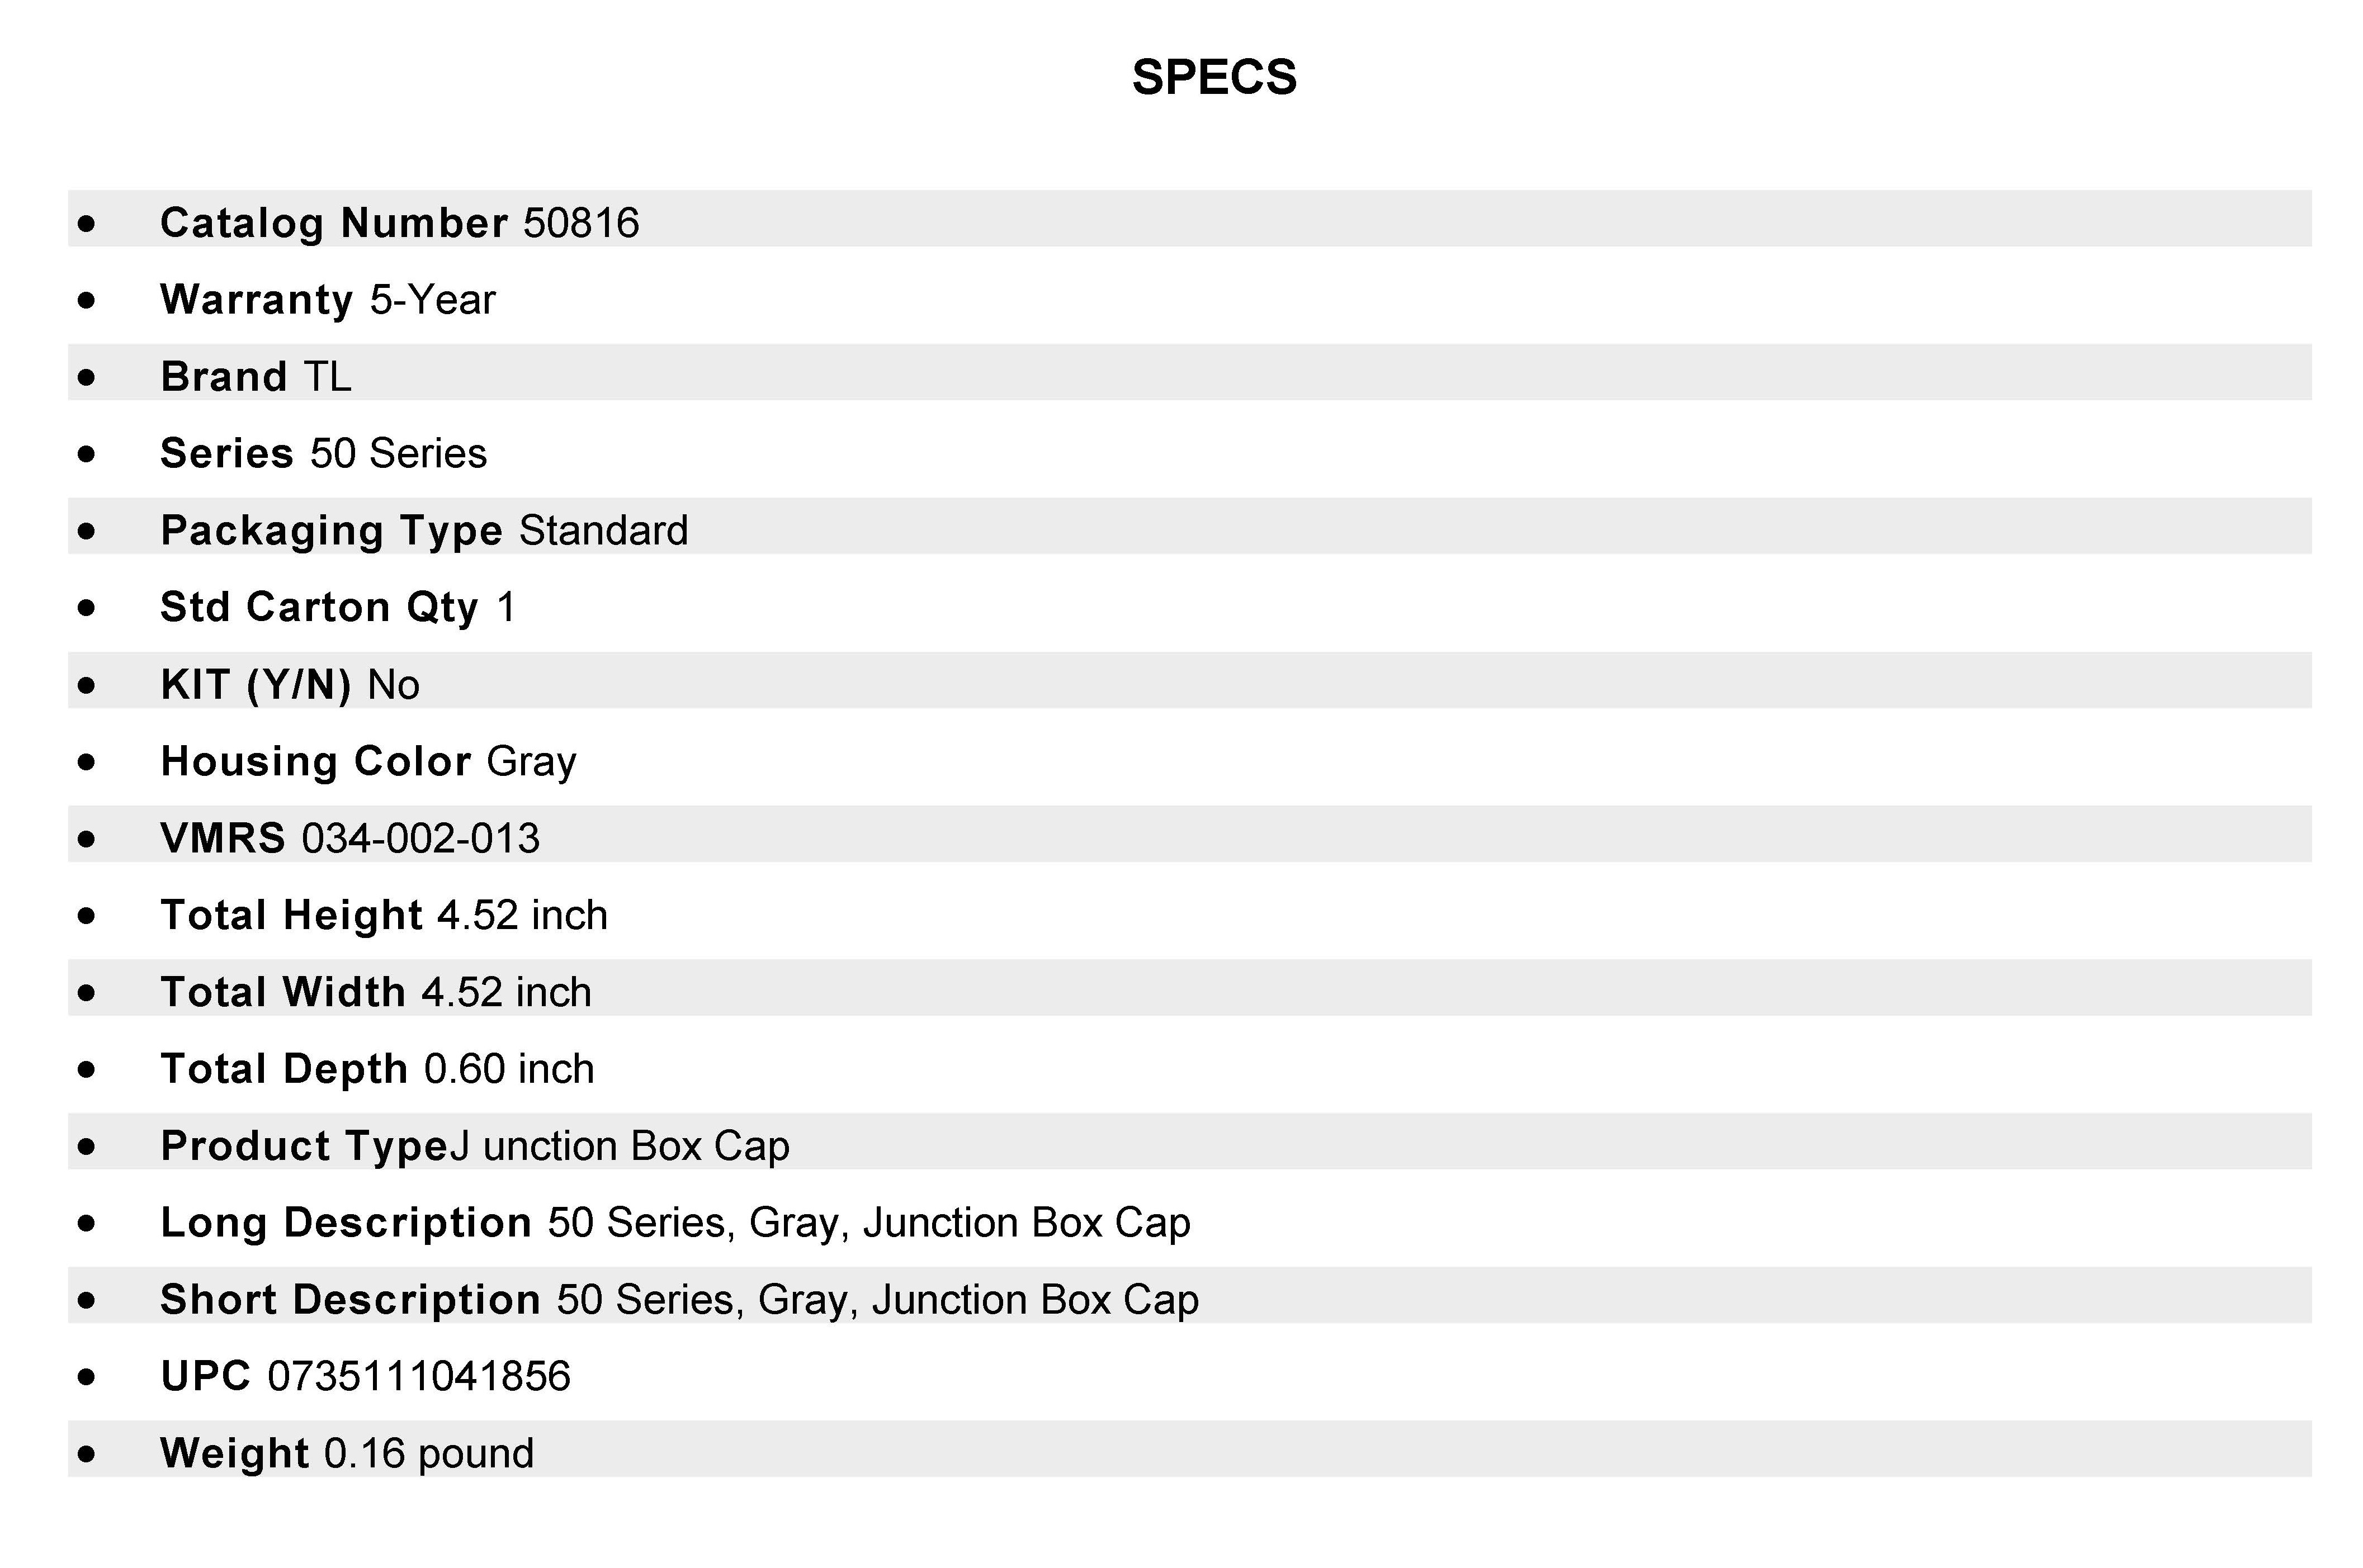 SPECS
● Catalog Number 50816
● Warranty 5-Year
● Brand TL
● Series 50 Series
● Packaging Type Standard
● Std Carton Qty 1
● KIT (Y/N) No
● Housing Color Gray
● VMRS 034-002-013
● Total Height 4.52 inch
● Total Width 4.52 inch
● Total Depth 0.60 inch
● Product TypeJ unction Box Cap
● Long Description 50 Series, Gray, Junction Box Cap
● Short Description 50 Series, Gray, Junction Box Cap
● UPC 0735111041856
● Weight 0.16 pound